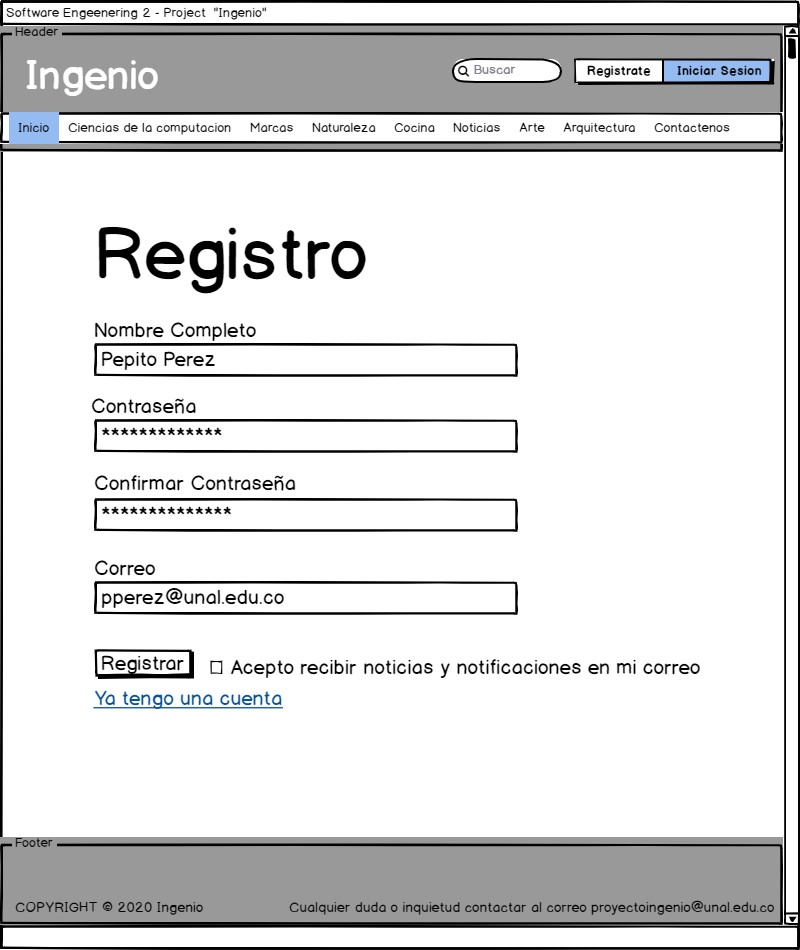 Software Engeenering 2 - Project "Ingenio"
Header
Ingenio
Buscar
Registrate
Iniciar Sesion
Inicio Ciencias de la computacion Marcas Naturaleza Cocina Noticias Arte Arquitectura Contactenos
Registro
Nombre Completo
Pepito Perez
Contraseña
*************
Confirmar Contraseña
**************
Correo
pperez@unal.edu.co
Registrar
Acepto recibir noticias y notificaciones en mi correo
Ya tengo una cuenta
Footer
COPYRIGHT © 2020 Ingenio
Cualquier duda o inquietud contactar al correo proyectoingenio@unal.edu.co